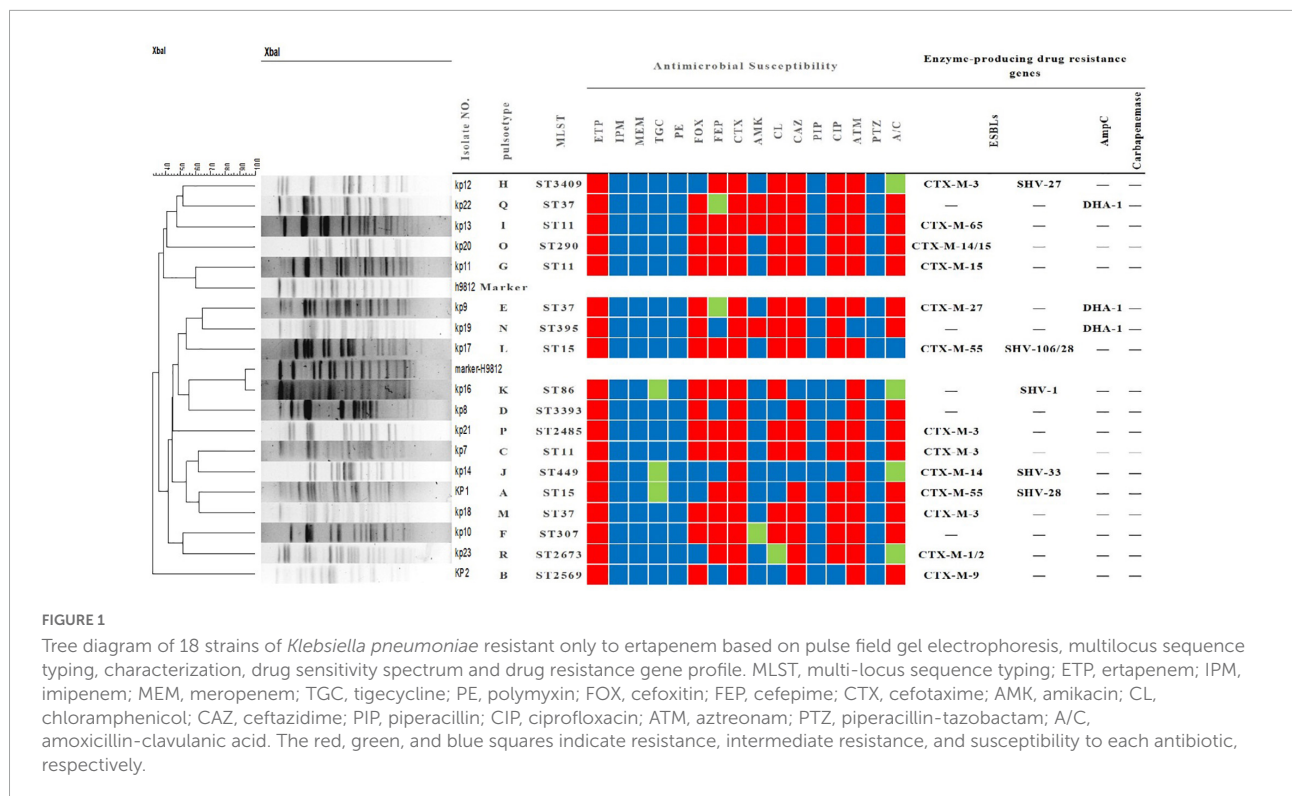 XbaI
XbaI
Antimicrobial Susceptibility
Enzyme-producing drug resistance
genes
Isolate NO.
pulsoetype
MLST
ETP
IPM
MEM
TGC
PE
FOX
FEP
CTX
AMK
CL
CAZ
PIP
CIP
ATM
PTZ
A/C
ESBLs
AmpC
Carbapenemase
40
50
60
70
80
90
100
kp12 H ST3409 CTX-M-3 SHV-27 — —
kp22 Q ST37 — — DHA-1 —
kp13 I ST11 CTX-M-65 — — —
kp20 O ST290 CTX-M-14/15 — — —
kp11 G ST11 CTX-M-15 — — —
h9812 Marker
kp9 E ST37 CTX-M-27 — DHA-1 —
kp19 N ST395 — — DHA-1 —
kp17 L ST15 CTX-M-55 SHV-106/28 — —
marker-H9812
kp16 K ST86 — SHV-1 — —
kp8 D ST3393 — — — —
kp21 P ST2485 CTX-M-3 — — —
kp7 C ST11 CTX-M-3 — — —
kp14 J ST449 CTX-M-14 SHV-33 — —
KP1 A ST15 CTX-M-55 SHV-28 — —
kp18 M ST37 CTX-M-3 — — —
kp10 F ST307 — — — —
kp23 R ST2673 CTX-M-1/2 — — —
KP2 B ST2569 CTX-M-9 — — —
FIGURE 1
Tree diagram of 18 strains of Klebsiella pneumoniae resistant only to ertapenem based on pulse field gel electrophoresis, multilocus sequence
typing, characterization, drug sensitivity spectrum and drug resistance gene profile. MLST, multi-locus sequence typing; ETP, ertapenem; IPM,
imipenem; MEM, meropenem; TGC, tigecycline; PE, polymyxin; FOX, cefoxitin; FEP, cefepime; CTX, cefotaxime; AMK, amikacin; CL,
chloramphenicol; CAZ, ceftazidime; PIP, piperacillin; CIP, ciprofloxacin; ATM, aztreonam; PTZ, piperacillin-tazobactam; A/C,
amoxicillin-clavulanic acid. The red, green, and blue squares indicate resistance, intermediate resistance, and susceptibility to each antibiotic,
respectively.